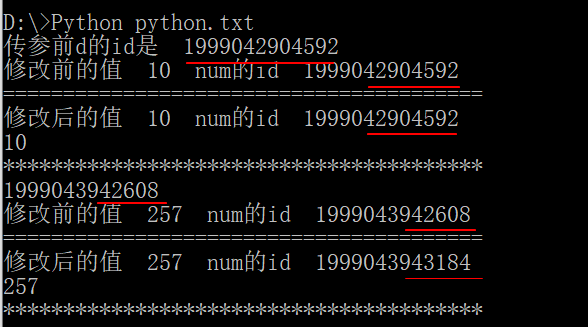 D:\>Python python.txt
传参前d的id是  1999042904592
修改前的值  10  num的id  1999042904592
========================================
修改后的值  10  num的id  1999042904592
10
****************************************
1999043942608
修改前的值  257  num的id  1999043942608
========================================
修改后的值  257  num的id  1999043943184
257
****************************************